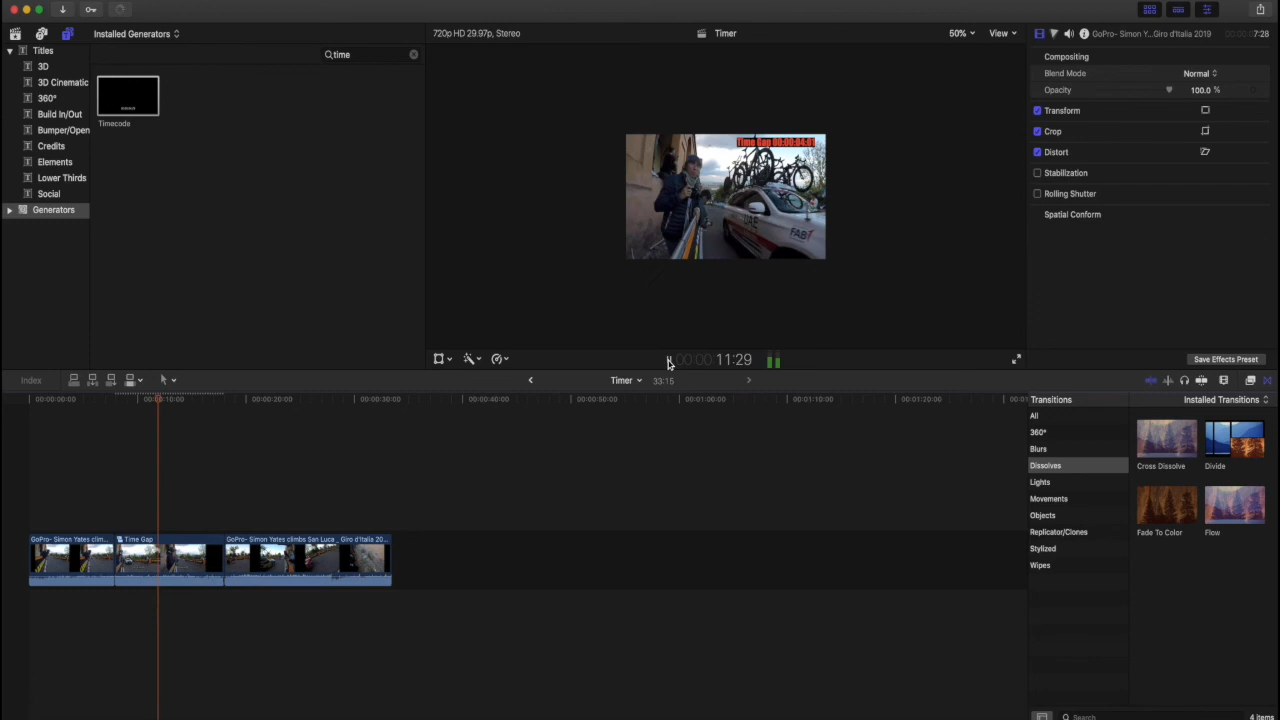 Installed Generators
720p HD 29.97p, Stereo
Timer
50%
View
GoPro- Simon Y...Giro d'Italia 2019
7:28
Titles
3D
3D Cinematic
360°
Build In/Out
Bumper/Open
Credits
Elements
Lower Thirds
Social
Generators
time
Timecode
Time Gap 00:00:04:01
UAE
FAB
Compositing
Blend Mode
Normal
Opacity
100.0 %
Transform
Crop
Distort
Stabilization
Rolling Shutter
Spatial Conform
11:29
Save Effects Preset
Index
Timer
33:15
00:00:00:00
00:00:10:00
00:00:20:00
00:00:30:00
00:00:40:00
00:00:50:00
00:01:00:00
00:01:10:00
00:01:20:00
GoPro- Simon Yates clim...
Time Gap
GoPro- Simon Yates climbs San Luca _ Giro d'Italia 20...
Transitions
Installed Transitions
All
360°
Blurs
Dissolves
Lights
Movements
Objects
Replicator/Clones
Stylized
Wipes
Cross Dissolve
Divide
Fade To Color
Flow
Search
4 items